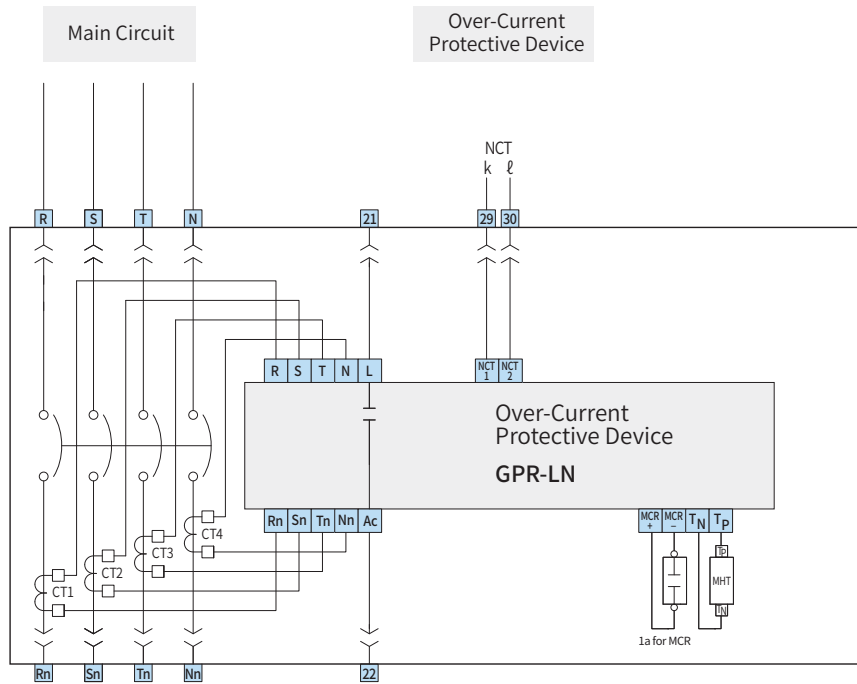 Main Circuit
Over-Current
Protective Device
NCT
k ℓ
R S T N 21 29 30
R S T N L
NCT
1
NCT
2
Over-Current
Protective Device
GPR-LN
Rn Sn Tn Nn Ac
MCR
+
MCR
−
TN TP
CT4
CT3
CT2
CT1
TP
MHT
TN
1a for MCR
Rn Sn Tn Nn 22